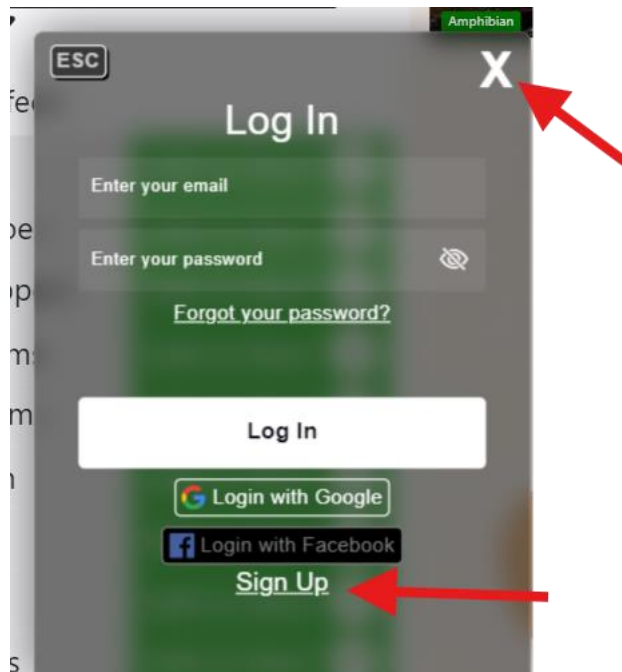 Amphibian
ESC
X
Log In
Enter your email
Enter your password
Forgot your password?
Log In
Login with Google
Login with Facebook
Sign Up